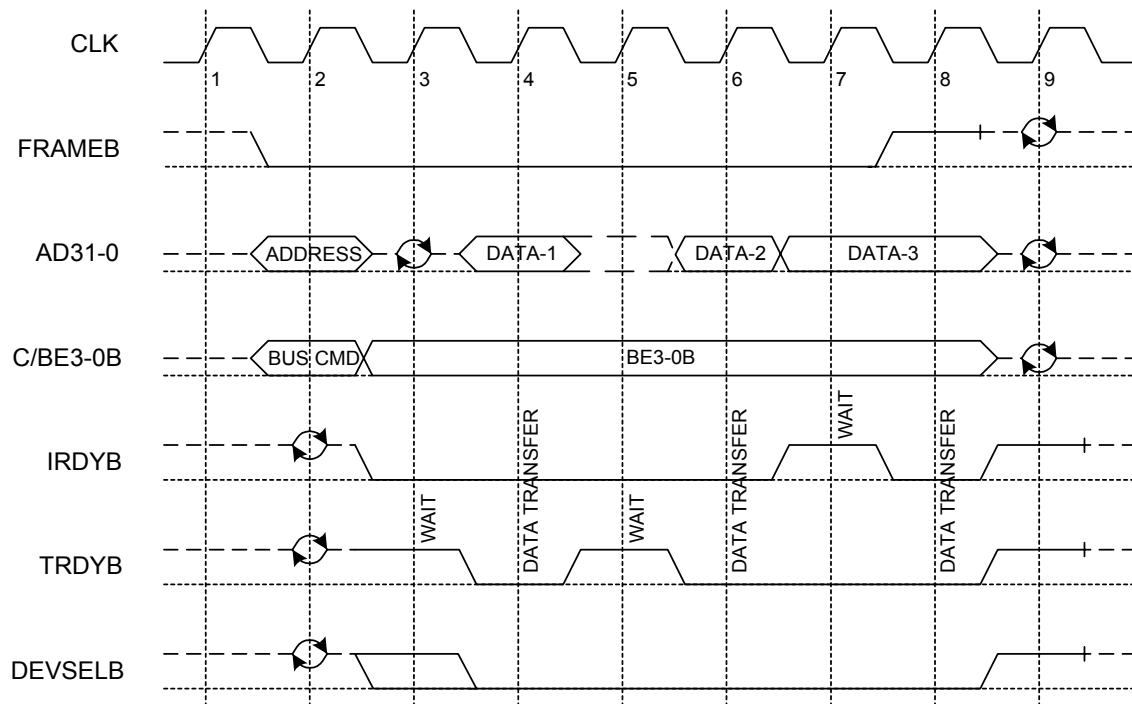 CLK
1 2 3 4 5 6 7 8 9
FRAMEB
AD31-0
ADDRESS DATA-1 DATA-2 DATA-3
C/BE3-0B
BUS CMD BE3-0B
IRDYB
DATA TRANSFER
DATA TRANSFER
WAIT
DATA TRANSFER
TRDYB
WAIT
WAIT
DEVSELB